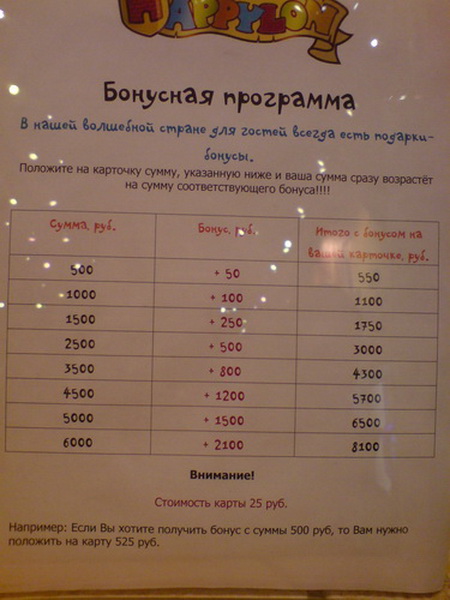 HAPPYLON
Бонусная программа
В нашей волшебной стране для гостей всегда есть подарки-
бонусы.
Положите на карточку сумму, указанную ниже и ваша сумма сразу возрастёт
на сумму соответствующего бонуса!!!!
Сумма, руб. Бонус, руб. Итого с бонусом на
вашей карточке, руб.
500 + 50 550
1000 + 100 1100
1500 + 250 1750
2500 + 500 3000
3500 + 800 4300
4500 + 1200 5700
5000 + 1500 6500
6000 + 2100 8100
Внимание!
Стоимость карты 25 руб.
Например: Если Вы хотите получить бонус с суммы 500 руб, то Вам нужно
положить на карту 525 руб.